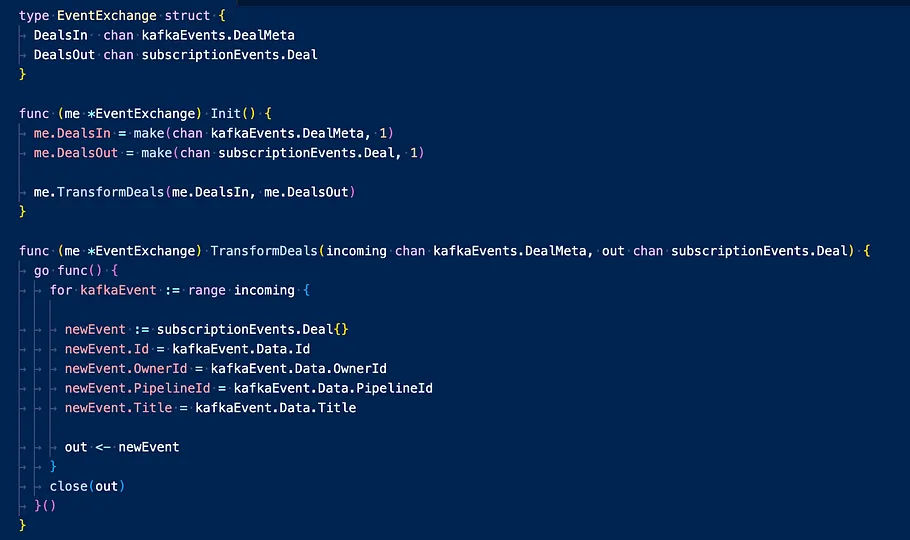 type EventExchange struct {
DealsIn  chan kafkaEvents.DealMeta
DealsOut chan subscriptionEvents.Deal
}
func (me *EventExchange) Init() {
me.DealsIn = make(chan kafkaEvents.DealMeta, 1)
me.DealsOut = make(chan subscriptionEvents.Deal, 1)
me.TransformDeals(me.DealsIn, me.DealsOut)
}
func (me *EventExchange) TransformDeals(incoming chan kafkaEvents.DealMeta, out chan subscriptionEvents.Deal) {
go func() {
for kafkaEvent := range incoming {
newEvent := subscriptionEvents.Deal{}
newEvent.Id = kafkaEvent.Data.Id
newEvent.OwnerId = kafkaEvent.Data.OwnerId
newEvent.PipelineId = kafkaEvent.Data.PipelineId
newEvent.Title = kafkaEvent.Data.Title
out <- newEvent
}
close(out)
}()
}